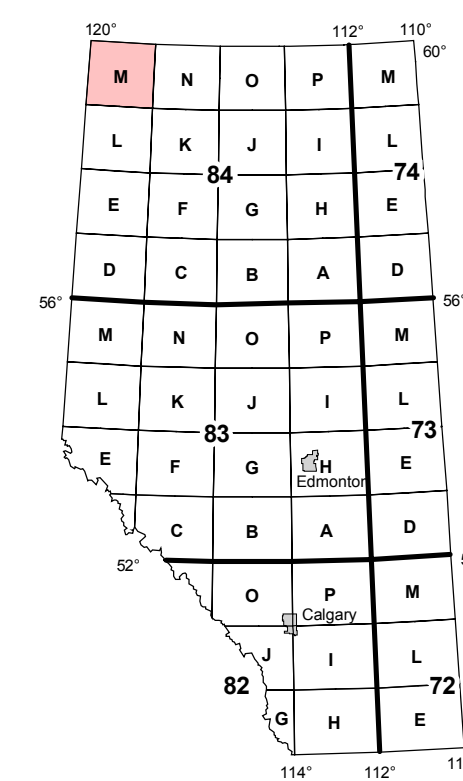 120° 112° 110°
60°
M N O P M
L K J I L
84 74
E F G H E
D C B A D
56° 56°
M N O P M
L K J I L
83 73
E F G H E
Edmonton
C B A D
52°
O P M
Calgary
J I L
82 72
G H E
114° 112°